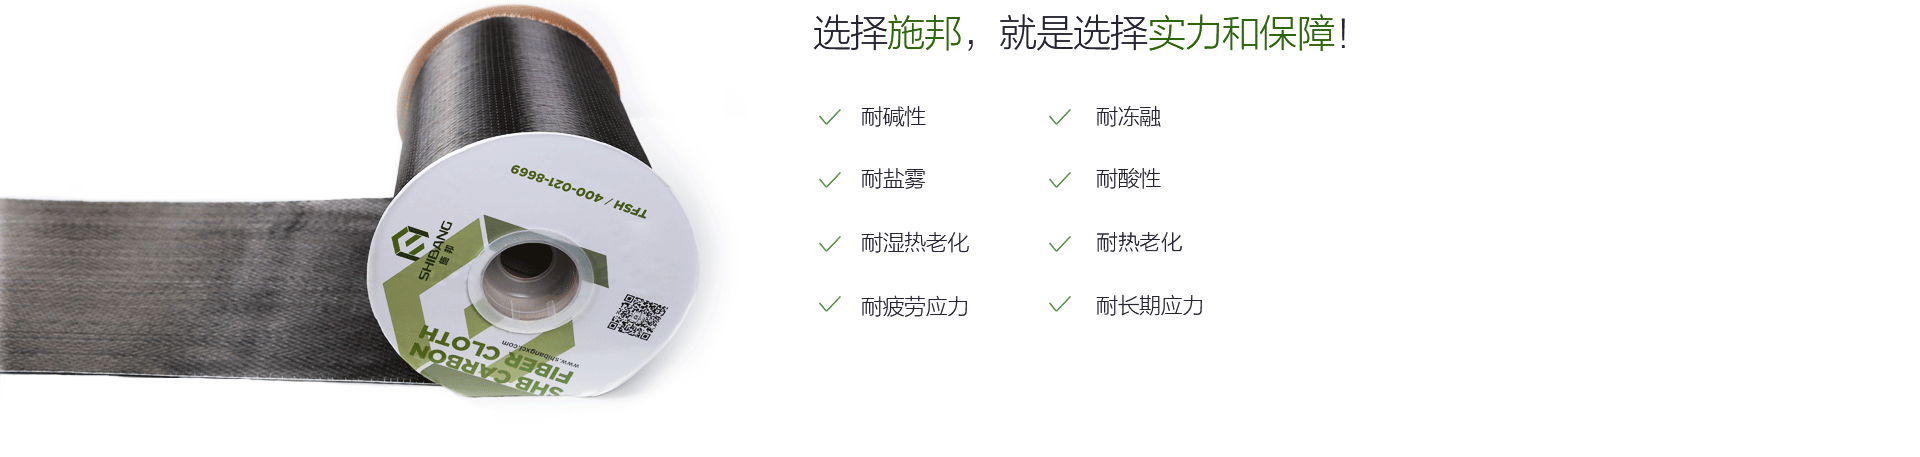 选择施邦，就是选择实力和保障！
耐碱性
耐冻融
耐盐雾
耐酸性
耐湿热老化
耐热老化
耐疲劳应力
耐长期应力
TFSH / 400-021-8669
SHIBANG
施邦
www.shibangxcl.com
SHB CARBON
FIBER CLOTH